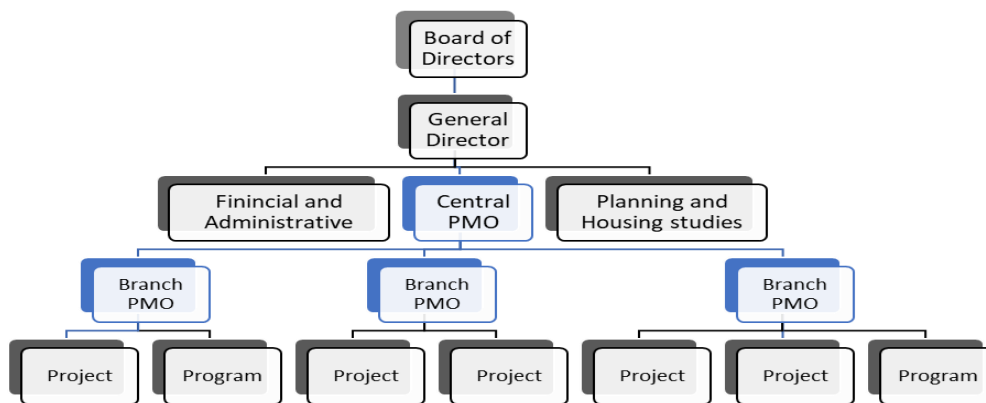 Board of
Directors
General
Director
Finincial and
Administrative
Central
PMO
Planning and
Housing studies
Branch
PMO
Branch
PMO
Branch
PMO
Project
Program
Project
Project
Project
Project
Program